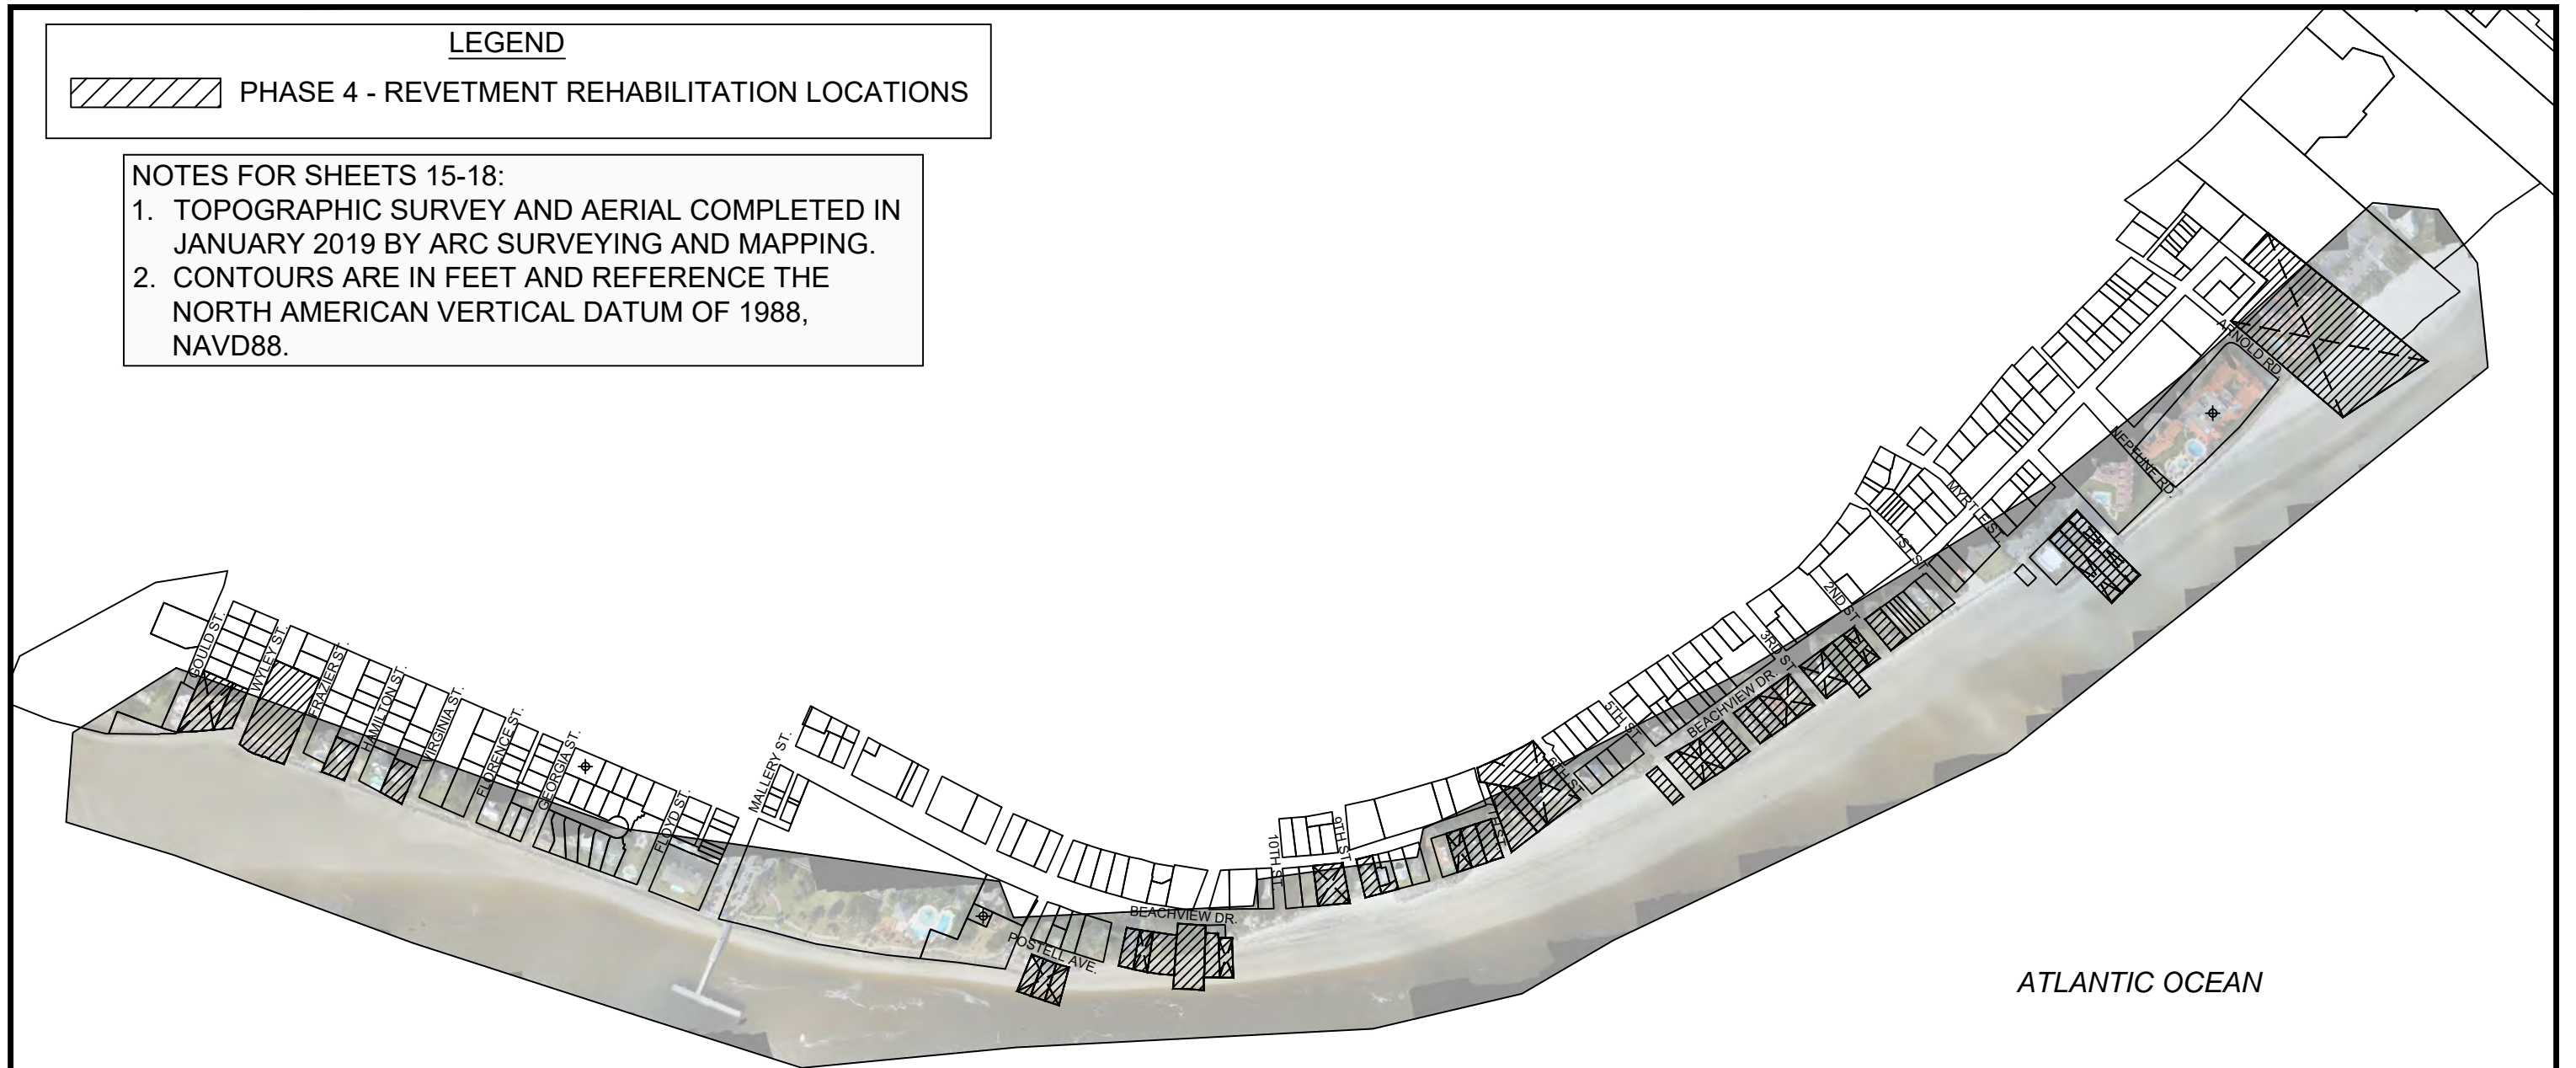 LEGEND
PHASE 4 - REVETMENT REHABILITATION LOCATIONS
NOTES FOR SHEETS 15-18:
1. TOPOGRAPHIC SURVEY AND AERIAL COMPLETED IN
JANUARY 2019 BY ARC SURVEYING AND MAPPING.
2. CONTOURS ARE IN FEET AND REFERENCE THE
NORTH AMERICAN VERTICAL DATUM OF 1988,
NAVD88.
GOULD ST.
WYLEY ST.
FRAZIER ST.
HAMILTON ST.
VIRGINIA ST.
FLORENCE ST.
GEORGIA ST.
FLOYD ST.
MALLERY ST.
POSTELL AVE.
BEACHVIEW DR.
10TH ST.
9TH ST.
7TH ST.
6TH ST.
5TH ST.
BEACHVIEW DR.
3RD ST.
2ND ST.
1ST ST.
MYRTLE ST.
NEPTUNE RD.
ARNOLD RD.
ATLANTIC OCEAN